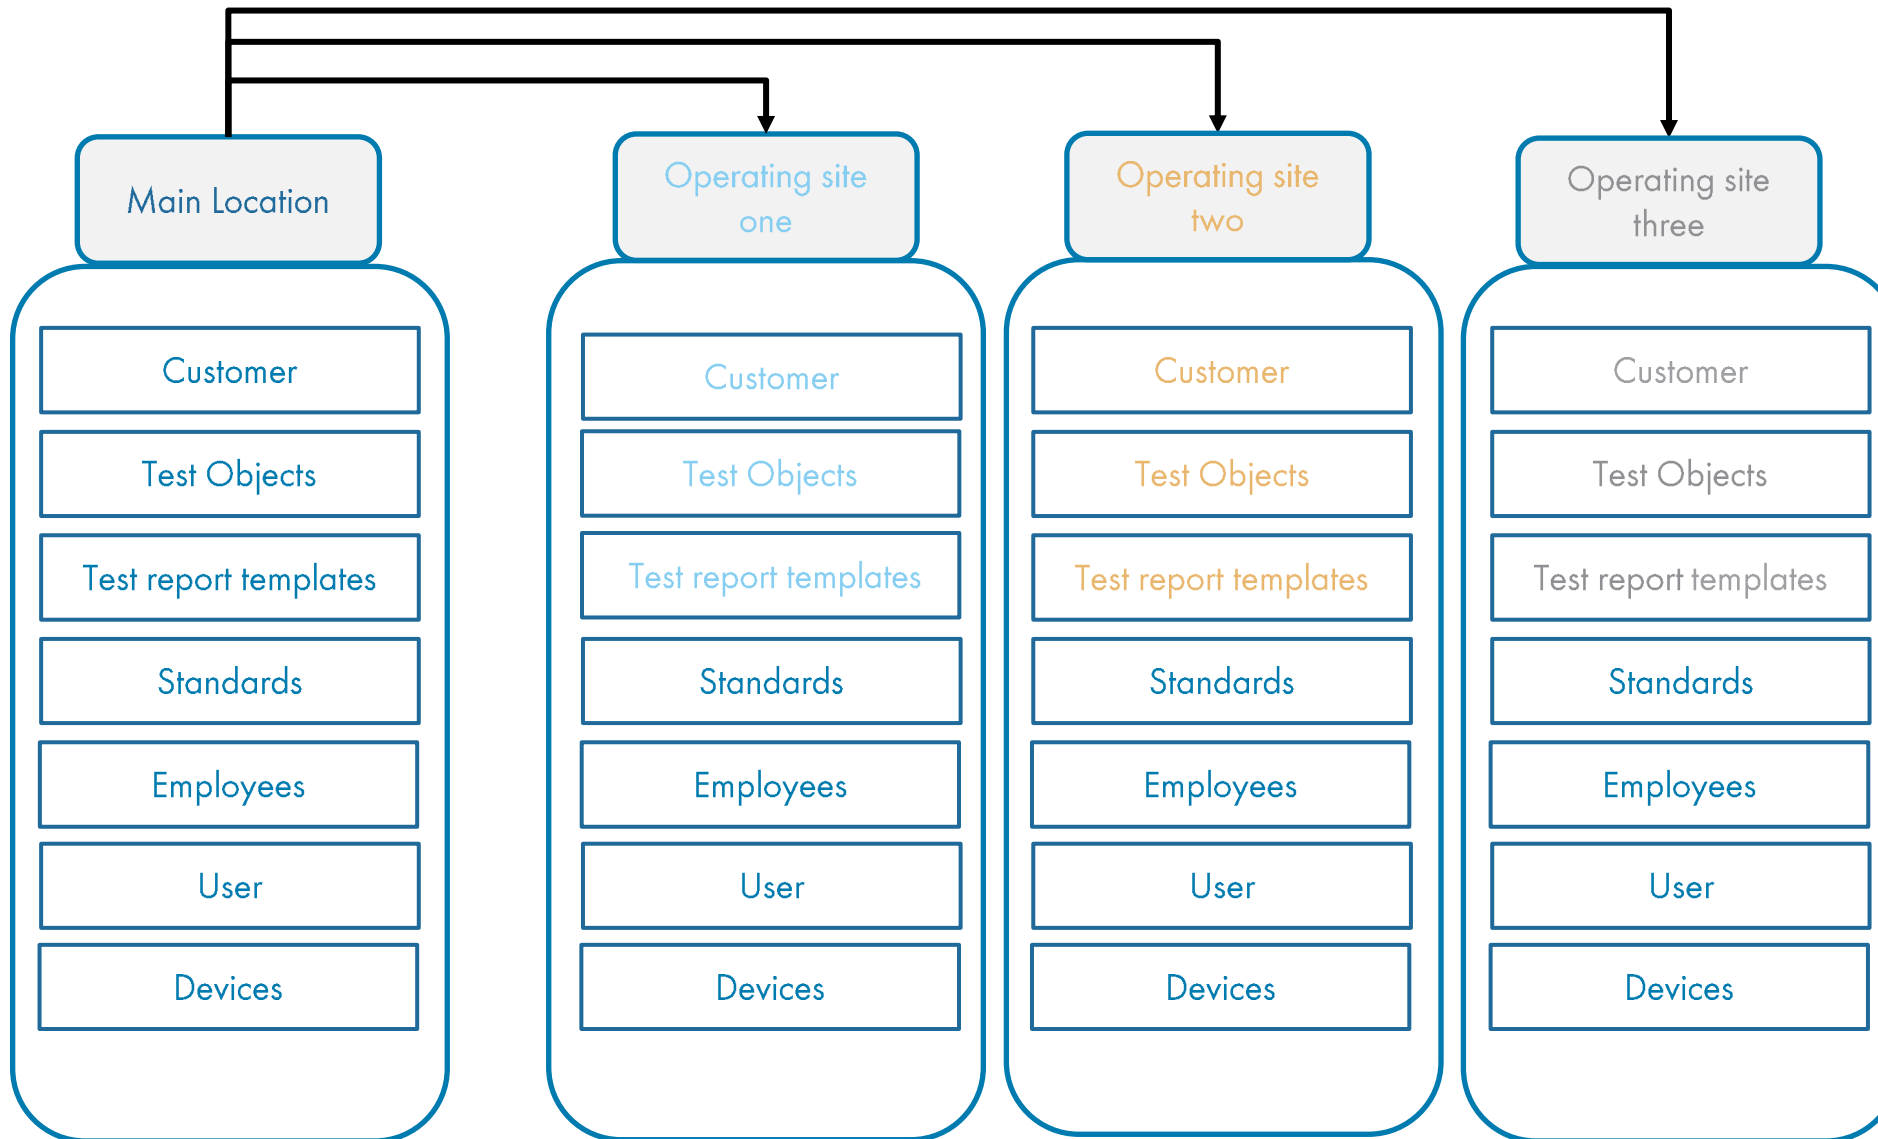 Main Location
Operating site
one
Operating site
two
Operating site
three
Customer
Test Objects
Test report templates
Standards
Employees
User
Devices
Customer
Test Objects
Test report templates
Standards
Employees
User
Devices
Customer
Test Objects
Test report templates
Standards
Employees
User
Devices
Customer
Test Objects
Test report templates
Standards
Employees
User
Devices